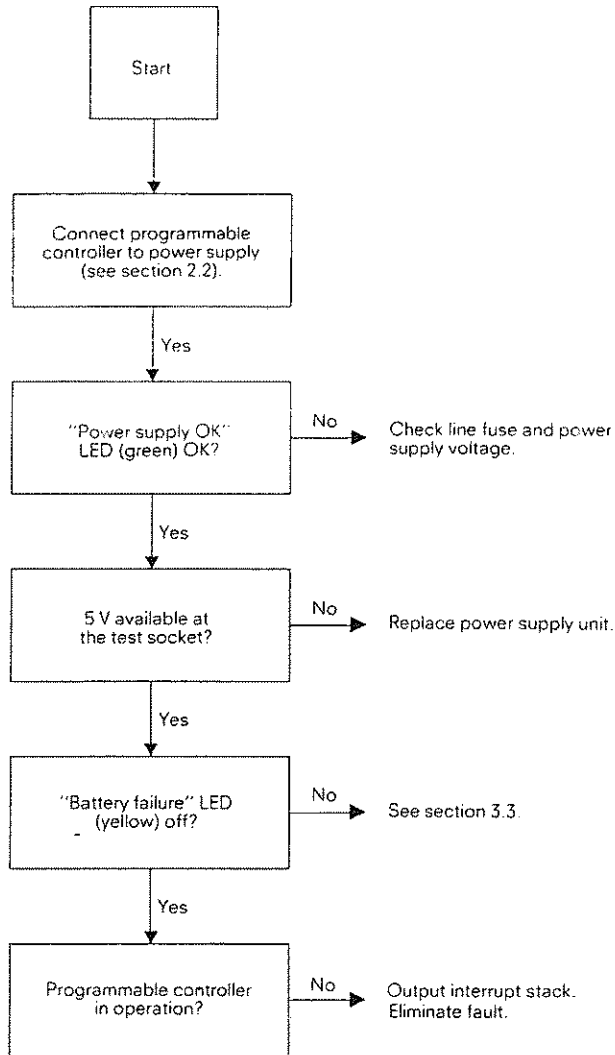 Start
Connect programmable
controller to power supply
(see section 2.2).
Yes
"Power supply OK"
LED (green) OK?
No
Check line fuse and power
supply voltage.
Yes
5 V available at
the test socket?
No
Replace power supply unit.
Yes
"Battery failure" LED
(yellow) off?
No
See section 3.3.
Yes
Programmable controller
in operation?
No
Output interrupt stack.
Eliminate fault.